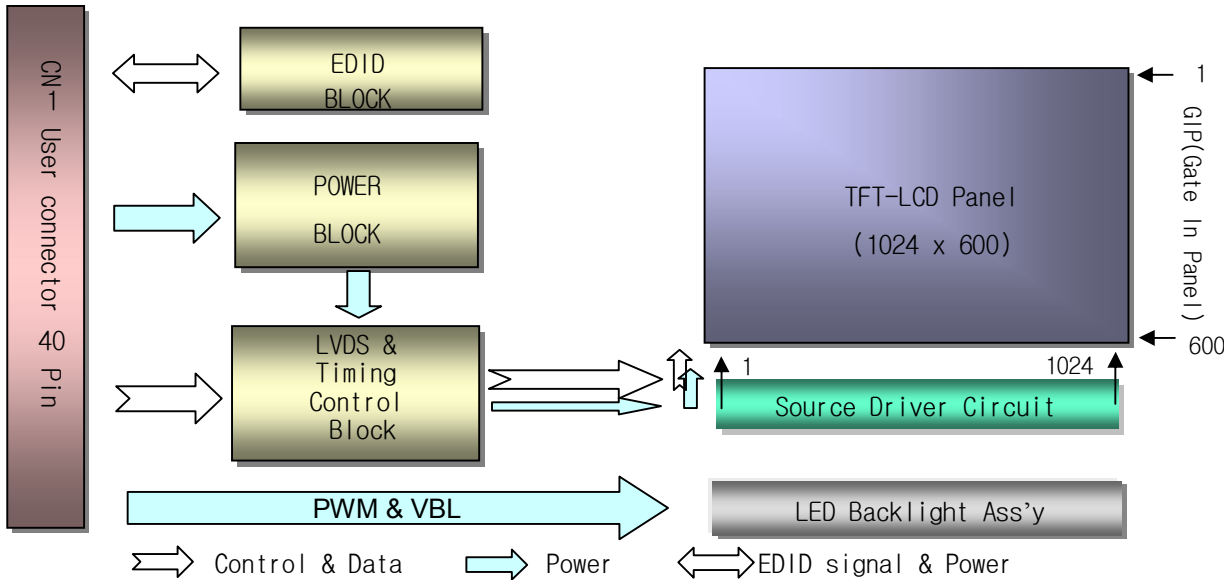 CN-1 User connector 40 Pin
EDID
BLOCK
POWER
BLOCK
LVDS &
Timing
Control
Block
TFT-LCD Panel
(1024 x 600)
1
GIP(Gate In Panel)
600
1
1024
Source Driver Circuit
PWM & VBL
LED Backlight Ass'y
Control & Data
Power
EDID signal & Power